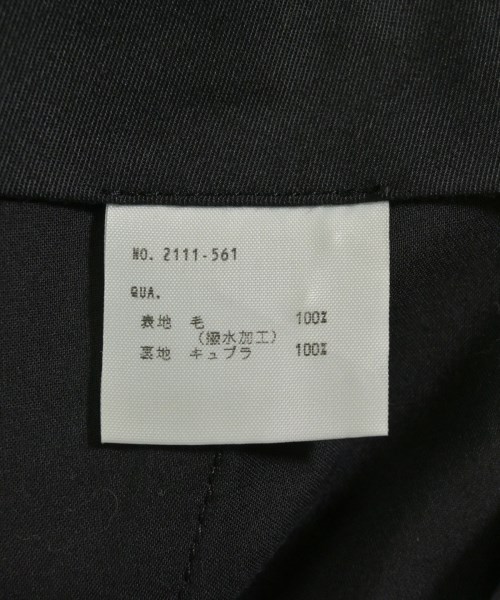 NO. 2111-561
QUA.
表地 毛 100%
(撥水加工)
裏地 キュプラ 100%